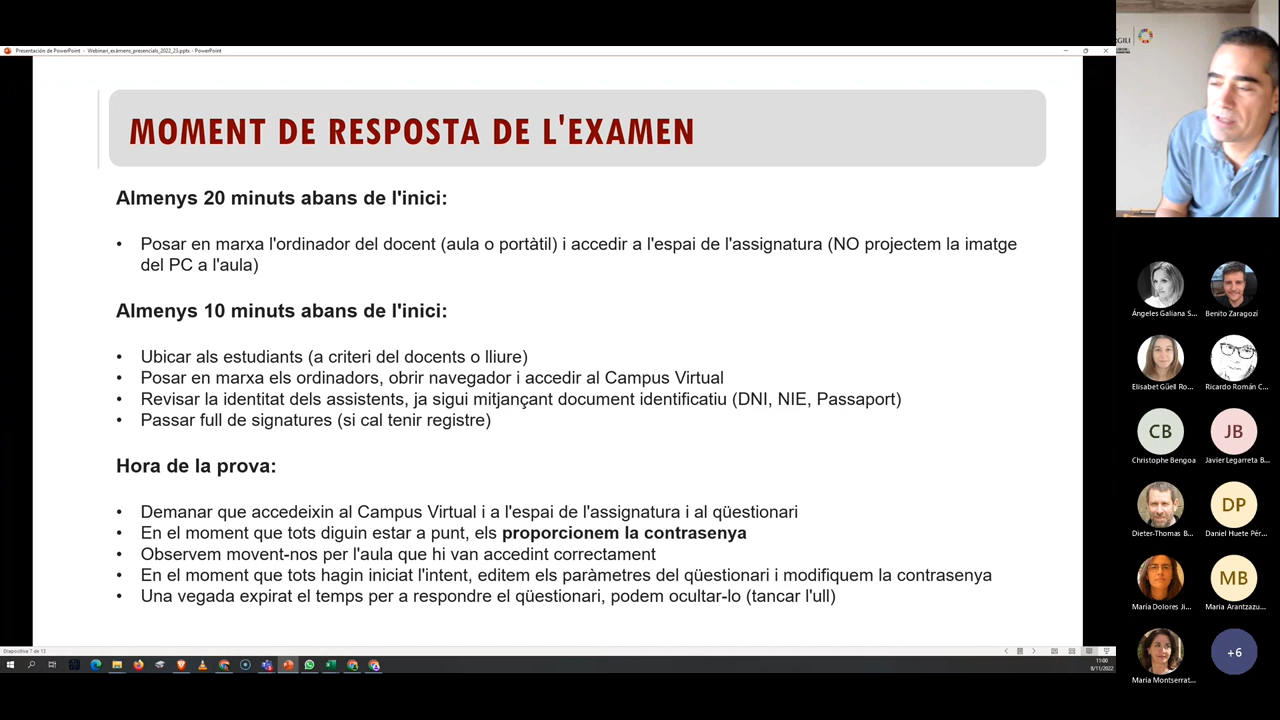 Presentación de PowerPoint - Webinari_exàmens_presencials_2022_23.pptx - PowerPoint
MOMENT DE RESPOSTA DE L'EXAMEN
Almenys 20 minuts abans de l'inici:
• Posar en marxa l'ordinador del docent (aula o portàtil) i accedir a l'espai de l'assignatura (NO projectem la imatge
del PC a l'aula)
Almenys 10 minuts abans de l'inici:
• Ubicar als estudiants (a criteri del docents o lliure)
• Posar en marxa els ordinadors, obrir navegador i accedir al Campus Virtual
• Revisar la identitat dels assistents, ja sigui mitjançant document identificatiu (DNI, NIE, Passaport)
• Passar full de signatures (si cal tenir registre)
Hora de la prova:
• Demanar que accedeixin al Campus Virtual i a l'espai de l'assignatura i al qüestionari
• En el moment que tots diguin estar a punt, els proporcionem la contrasenya
• Observem movent-nos per l'aula que hi van accedint correctament
• En el moment que tots hagin iniciat l'intent, editem els paràmetres del qüestionari i modifiquem la contrasenya
• Una vegada expirat el temps per a respondre el qüestionari, podem ocultar-lo (tancar l'ull)
Diapositiva 7 de 13
11:00
8/11/2022
Ángeles Galiana S...
Benito Zaragozí
Elisabet Güell Ro...
Ricardo Román C...
CB
JB
Christophe Bengoa
Javier Legarreta B...
DP
Dieter-Thomas B...
Daniel Huete Pér...
MB
María Dolores Ji...
Maria Arantzazu...
+6
Maria Montserrat...